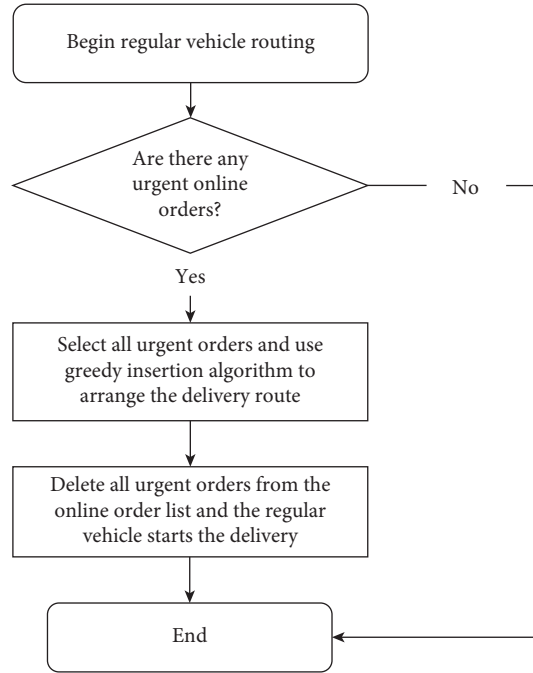 Begin regular vehicle routing
Are there any
urgent online
orders?
No
Yes
Select all urgent orders and use
greedy insertion algorithm to
arrange the delivery route
Delete all urgent orders from the
online order list and the regular
vehicle starts the delivery
End